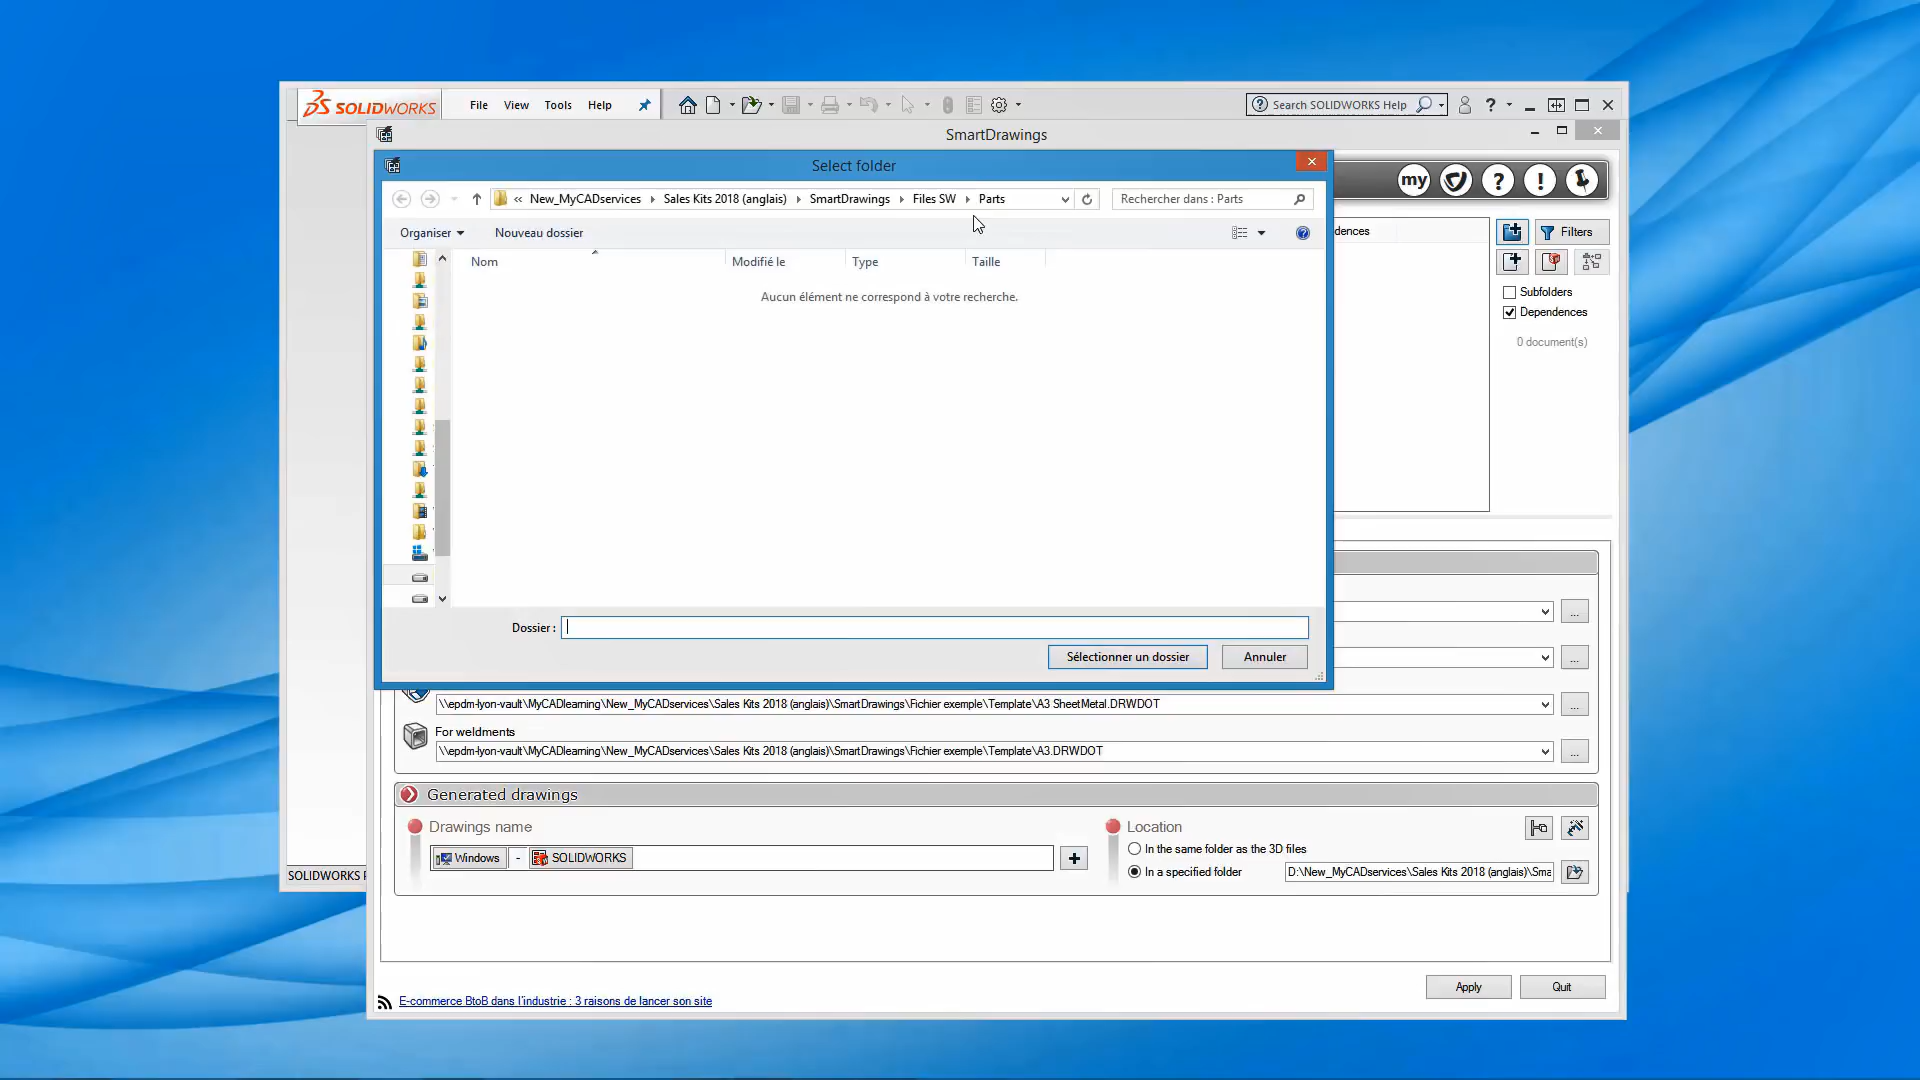 SOLIDWORKS File View Tools Help Search SOLIDWORKS Help ?
SmartDrawings
Select folder
my ? !
« New_MyCADservices Sales Kits 2018 (anglais) SmartDrawings Files SW Parts Rechercher dans : Parts
Organiser Nouveau dossier
dences Filters
Nom Modifié le Type Taille
Aucun élément ne correspond à votre recherche.
Subfolders
Dependences
0 document(s)
Dossier :
...
Sélectionner un dossier Annuler
...
\\epdm-lyon-vault\MyCADlearning\New_MyCADservices\Sales Kits 2018 (anglais)\SmartDrawings\Fichier exemple\Template\A3 SheetMetal.DRWDOT ...
For weldments
\\epdm-lyon-vault\MyCADlearning\New_MyCADservices\Sales Kits 2018 (anglais)\SmartDrawings\Fichier exemple\Template\A3.DRWDOT ...
Generated drawings
Drawings name Location
In the same folder as the 3D files
Windows - SOLIDWORKS +
In a specified folder D:\New_MyCADservices\Sales Kits 2018 (anglais)\Sma
SOLIDWORKS P
Apply Quit
E-commerce BtoB dans l'industrie : 3 raisons de lancer son site